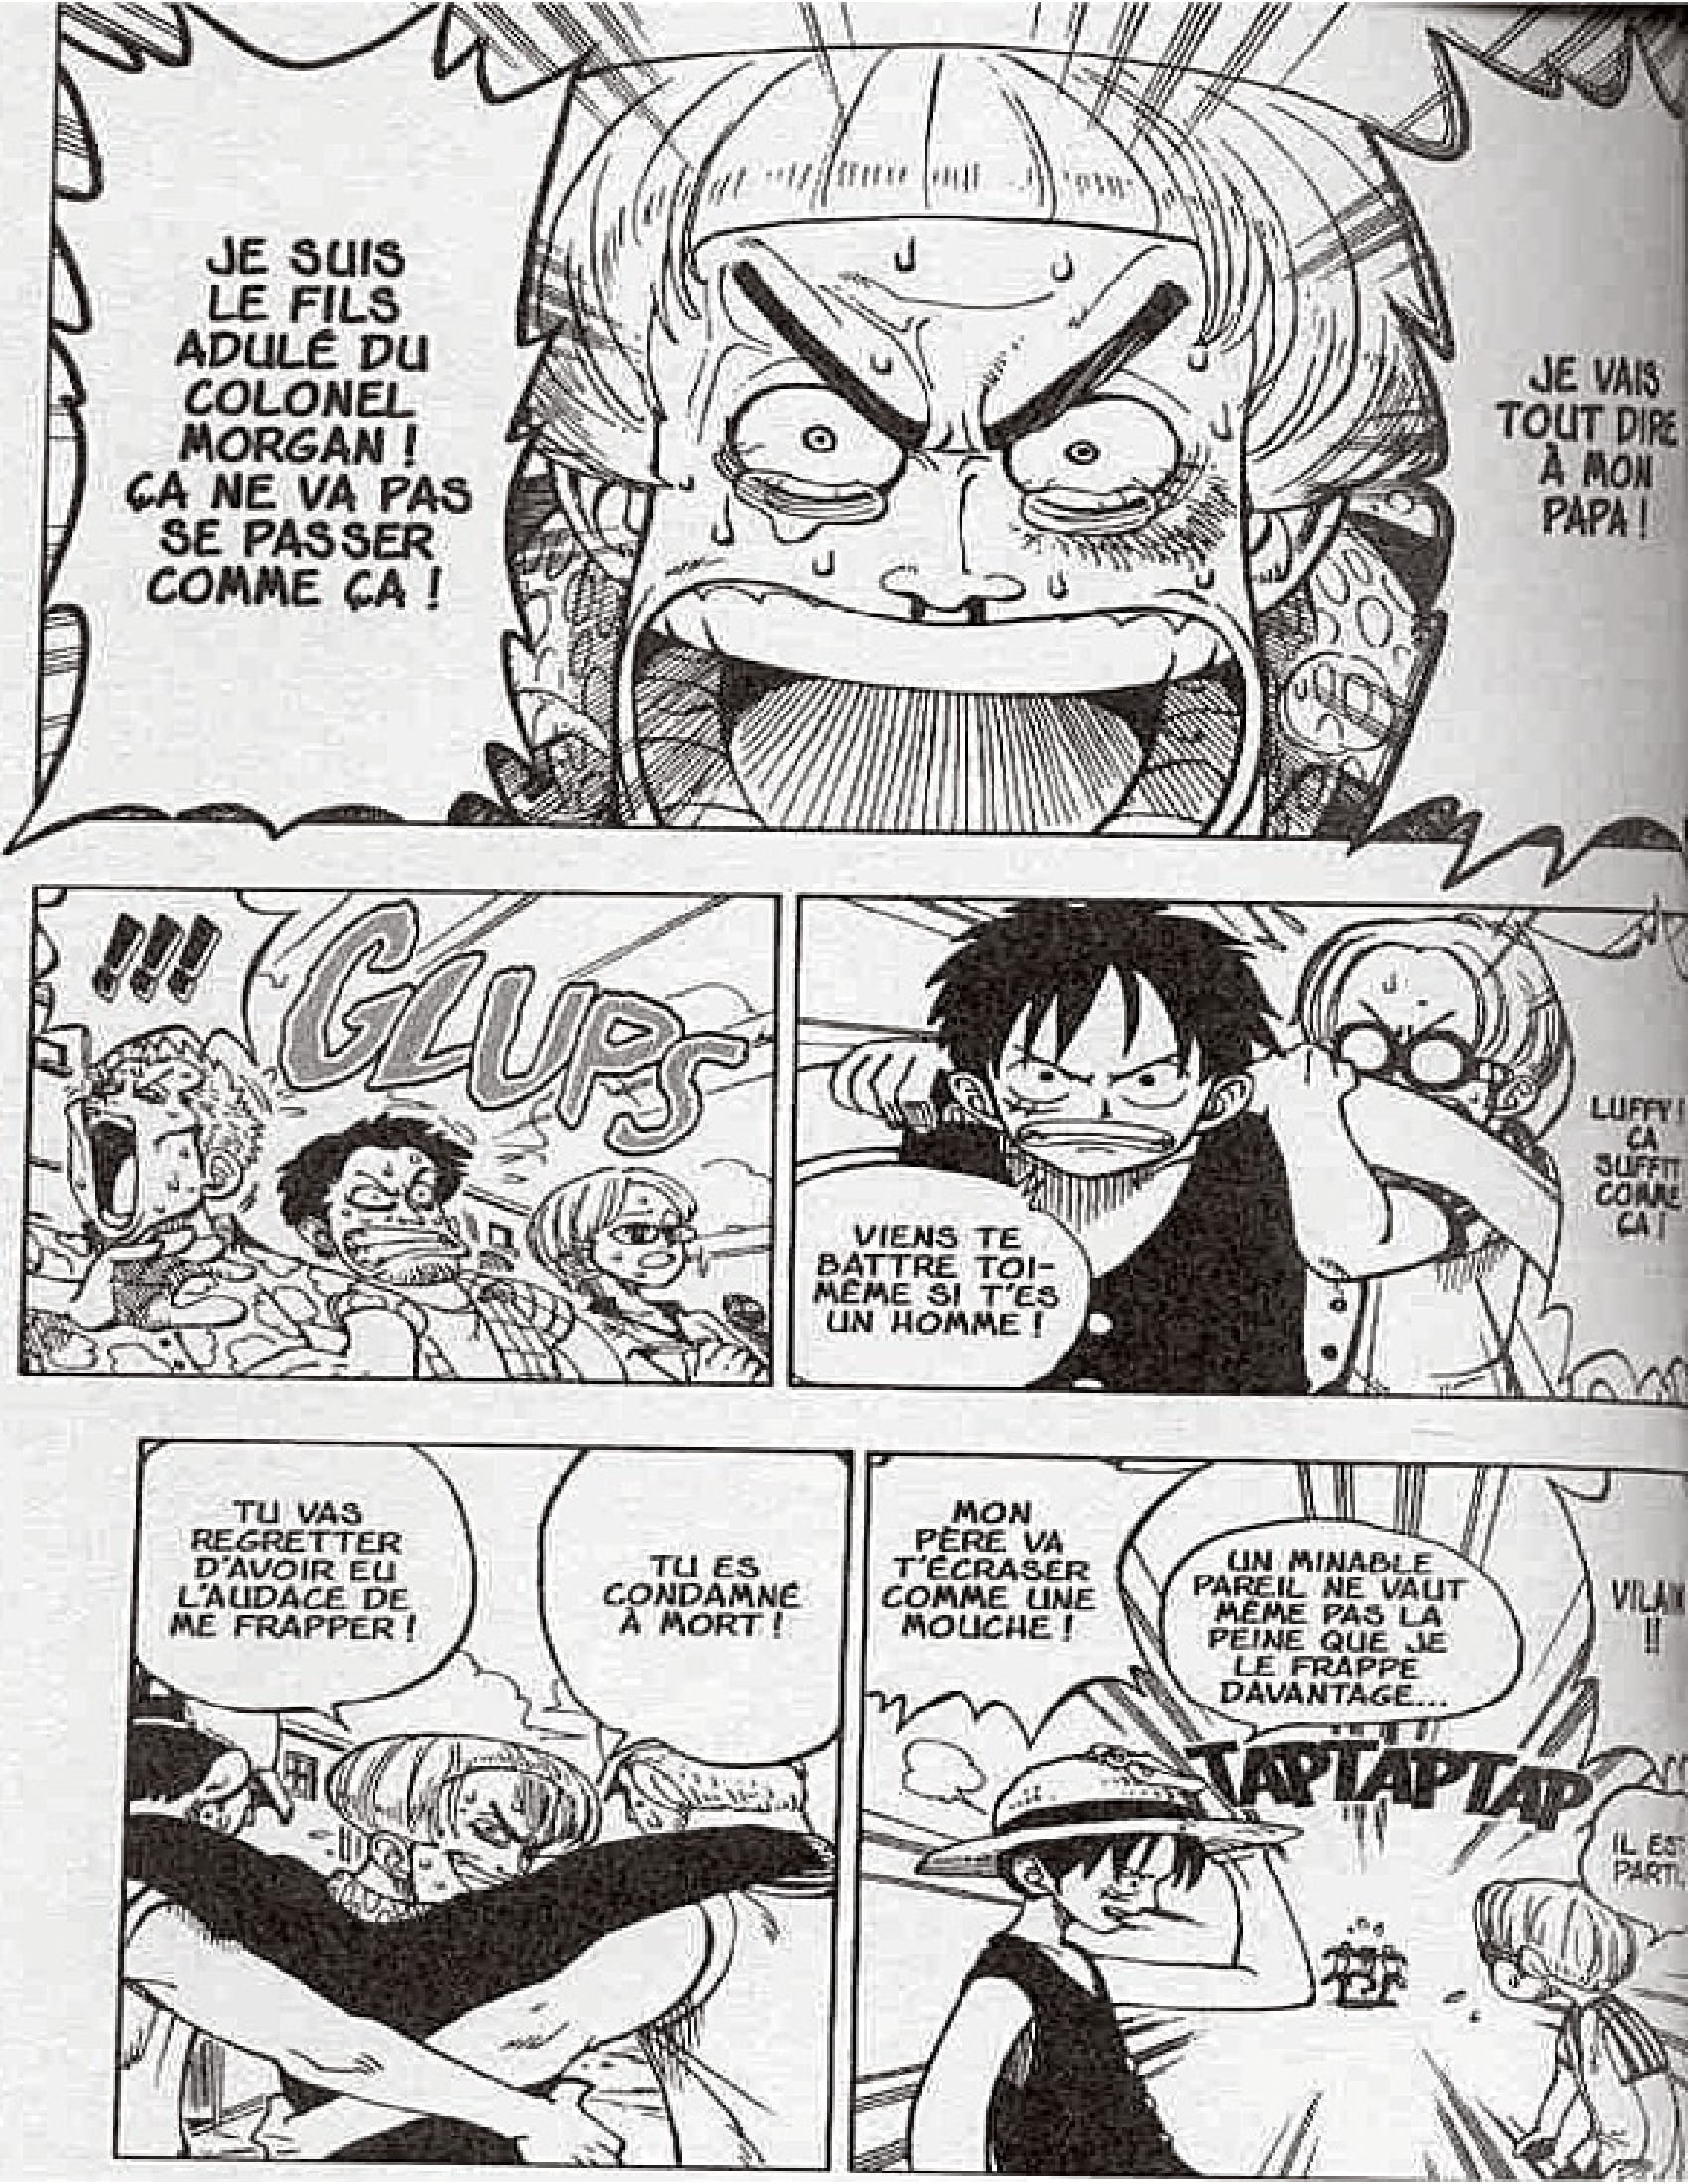 JE VAIS
TOUT DIRE
À MON
PAPA !
JE SUIS
LE FILS
ADULÉ DU
COLONEL
MORGAN !
ÇA NE VA PAS
SE PASSER
COMME ÇA !
LUFFY !
ÇA
SUFFIT
COMME
ÇA !
VIENS TE
BATTRE TOI-
MÊME SI T'ES
UN HOMME !
!!!
GLUPS
VILAIN
!!
UN MINABLE
PAREIL NE VAUT
MÊME PAS LA
PEINE QUE JE
LE FRAPPE
DAVANTAGE...
MON
PÈRE VA
T'ÉCRASER
COMME UNE
MOUCHE !
TAPTAPTAP
IL EST
PARTI
TU ES
CONDAMNÉ
À MORT !
TU VAS
REGRETTER
D'AVOIR EU
L'AUDACE DE
ME FRAPPER !